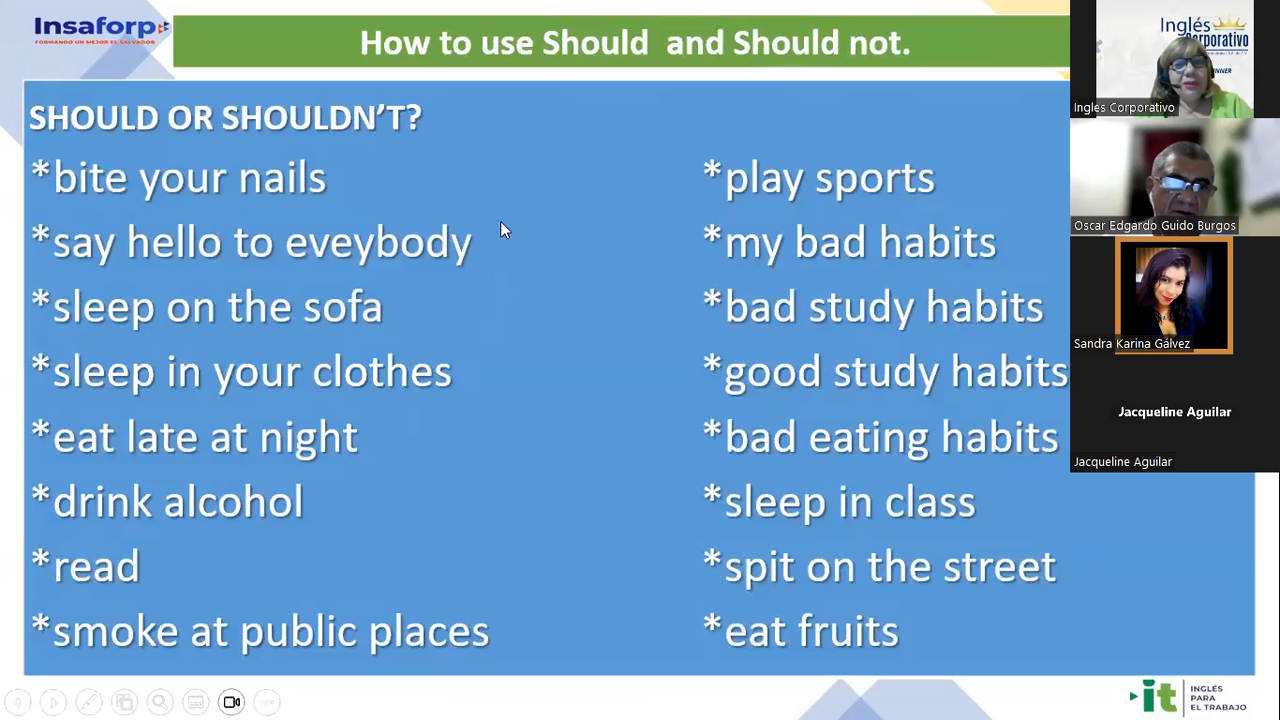 Insaforp
FORMANDO UN MEJOR EL SALVADOR
How to use Should and Should not.
SHOULD OR SHOULDN'T?
*bite your nails
*say hello to eveybody
*sleep on the sofa
*sleep in your clothes
*eat late at night
*drink alcohol
*read
*smoke at public places
*play sports
*my bad habits
*bad study habits
*good study habits
*bad eating habits
*sleep in class
*spit on the street
*eat fruits
Inglés
Corporativo
Ingles Corporativo
Oscar Edgardo Guido Burgos
Sandra Karina Gálvez
Jacqueline Aguilar
Jacqueline Aguilar
it
INGLÉS
PARA
EL TRABAJO